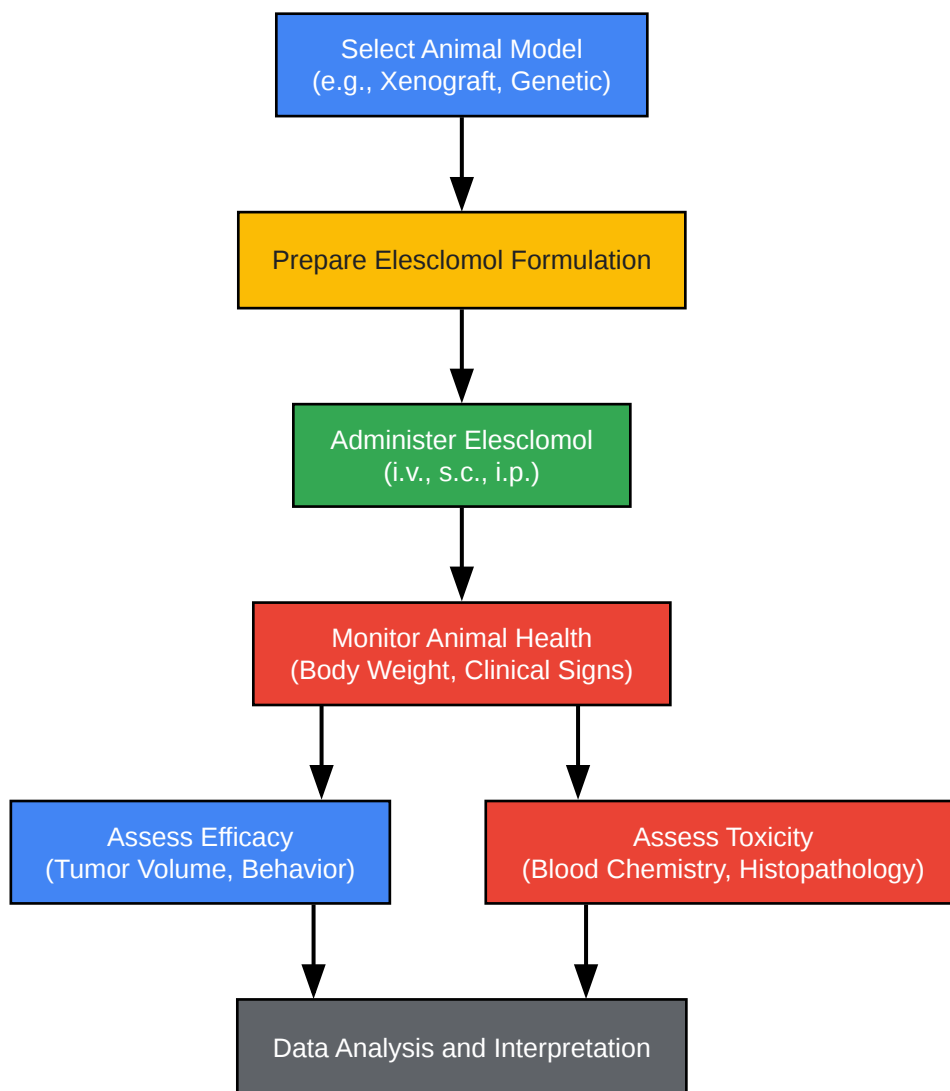 Select Animal Model
(e.g., Xenograft, Genetic)
Prepare Elesclomol Formulation
Administer Elesclomol
(i.v., s.c., i.p.)
Monitor Animal Health
(Body Weight, Clinical Signs)
Assess Efficacy
(Tumor Volume, Behavior)
Assess Toxicity
(Blood Chemistry, Histopathology)
Data Analysis and Interpretation